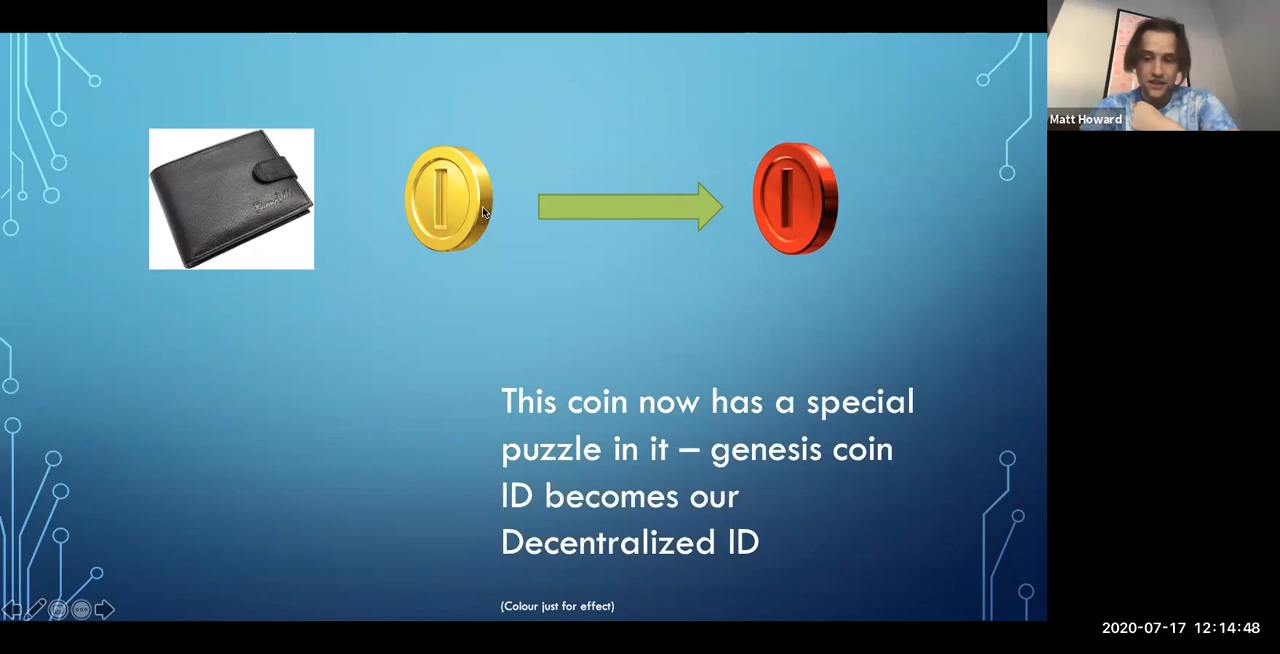 Matt Howard
This coin now has a special
puzzle in it – genesis coin
ID becomes our
Decentralized ID
(Colour just for effect)
2020-07-17 12:14:48